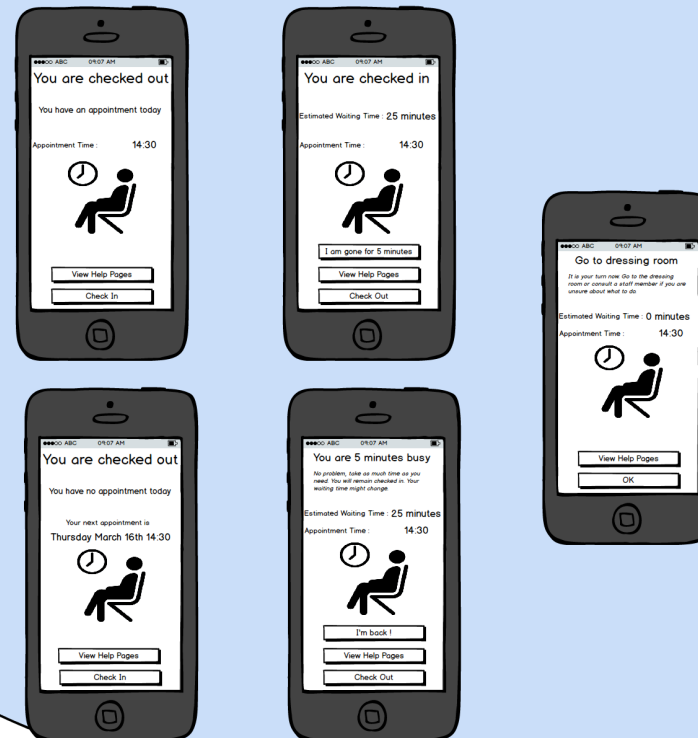 ABC 09:07 AM
You are checked out
You have an appointment today
Appointment Time : 14:30
View Help Pages
Check In
ABC 09:07 AM
You are checked in
Estimated Waiting Time : 25 minutes
Appointment Time : 14:30
I am gone for 5 minutes
View Help Pages
Check Out
ABC 09:07 AM
Go to dressing room
It is your turn now. Go to the dressing
room or consult a staff member if you are
unsure about what to do.
Estimated Waiting Time : 0 minutes
Appointment Time : 14:30
View Help Pages
OK
ABC 09:07 AM
You are checked out
You have no appointment today
Your next appointment is
Thursday March 16th 14:30
View Help Pages
Check In
ABC 09:07 AM
You are 5 minutes busy
No problem, take as much time as you
need. You will remain checked in. Your
waiting time might change.
Estimated Waiting Time : 25 minutes
Appointment Time : 14:30
I'm back !
View Help Pages
Check Out